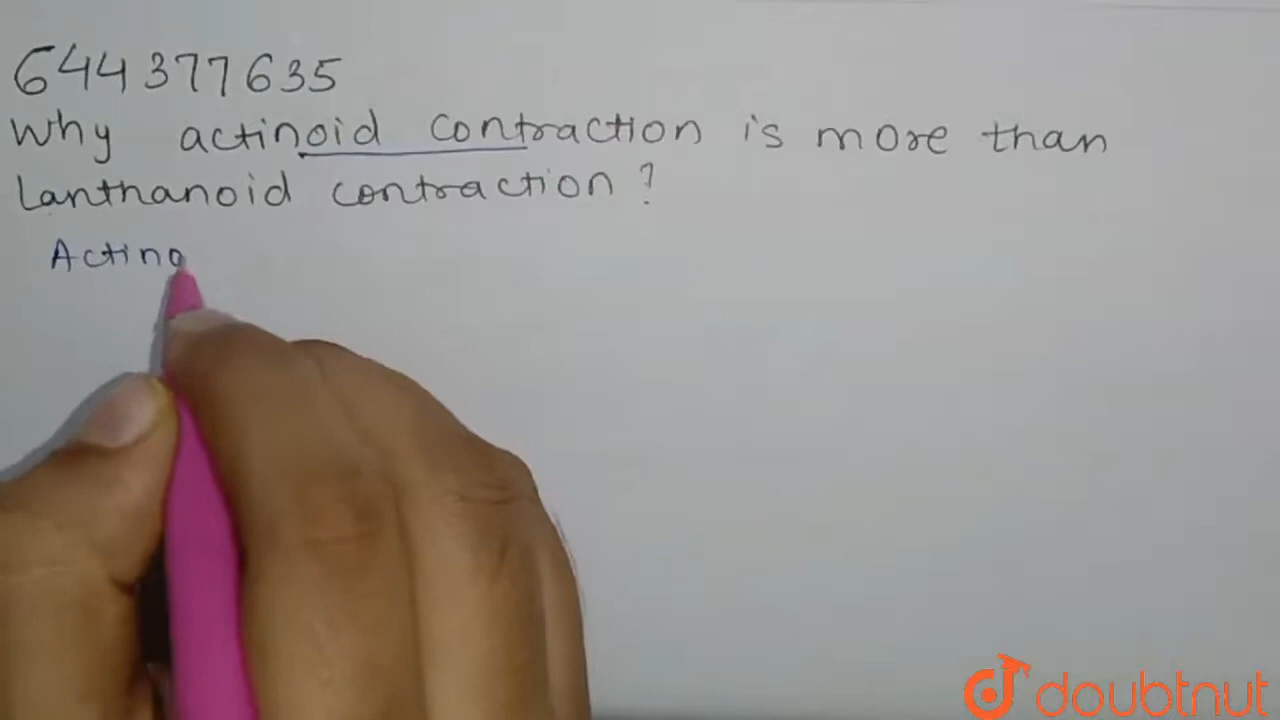 644377635
Why actinoid contraction is more than
Lanthanoid contraction?
Actino
doubtnut